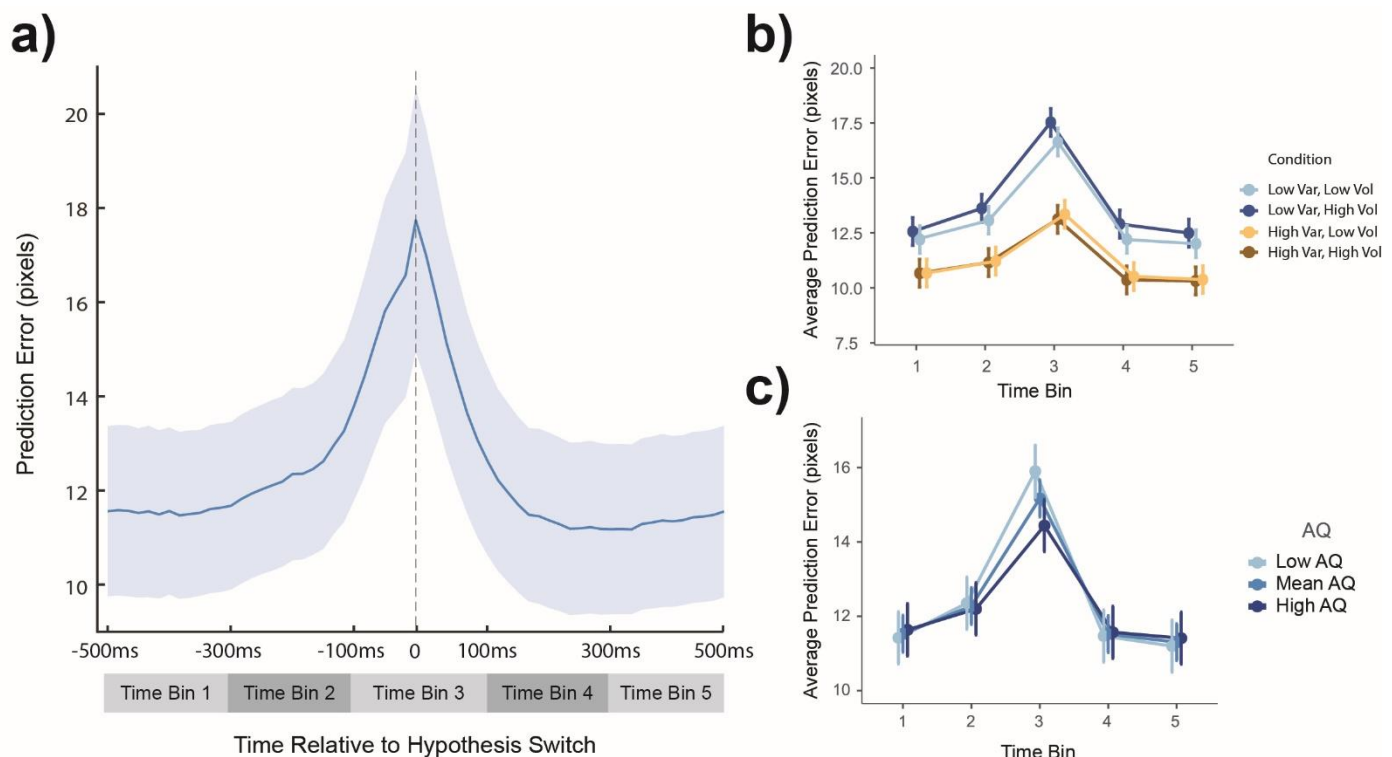 a)
Prediction Error (pixels)
20
18
16
14
12
10
-500ms -300ms -100ms 0 100ms 300ms 500ms
Time Bin 1 Time Bin 2 Time Bin 3 Time Bin 4 Time Bin 5
Time Relative to Hypothesis Switch
b)
Average Prediction Error (pixels)
20.0
17.5
15.0
12.5
10.0
7.5
1 2 3 4 5
Time Bin
Condition
Low Var, Low Vol
Low Var, High Vol
High Var, Low Vol
High Var, High Vol
c)
Average Prediction Error (pixels)
16
14
12
10
1 2 3 4 5
Time Bin
AQ
Low AQ
Mean AQ
High AQ